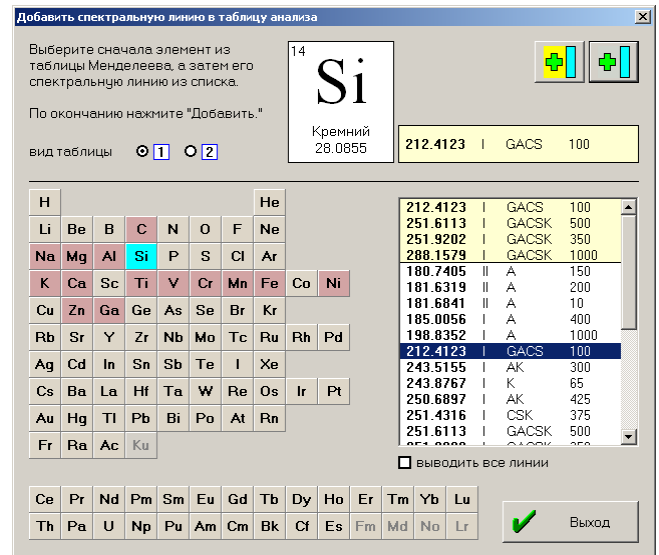 Добавить спектральную линию в таблицу анализа
Выберите сначала элемент из
таблицы Менделеева, а затем его
спектральную линию из списка.
По окончанию нажмите "Добавить."
вид таблицы 1 2
14
Si
Кремний
28.0855
212.4123 I GACS 100
H He
Li Be B C N O F Ne
Na Mg Al Si P S Cl Ar
K Ca Sc Ti V Cr Mn Fe Co Ni
Cu Zn Ga Ge As Se Br Kr
Rb Sr Y Zr Nb Mo Tc Ru Rh Pd
Ag Cd In Sn Sb Te I Xe
Cs Ba La Hf Ta W Re Os Ir Pt
Au Hg Tl Pb Bi Po At Rn
Fr Ra Ac Ku
212.4123 I GACS 100
251.6113 I GACSK 500
251.9202 I GACSK 350
288.1579 I GACSK 1000
180.7405 II A 150
181.6319 II A 200
181.6841 II A 10
185.0056 I A 400
198.8352 I A 1000
212.4123 I GACS 100
243.5155 I AK 300
243.8767 I K 65
250.6897 I AK 425
251.4316 I CSK 375
251.6113 I GACSK 500
выводить все линии
Ce Pr Nd Pm Sm Eu Gd Tb Dy Ho Er Tm Yb Lu
Th Pa U Np Pu Am Cm Bk Cf Es Fm Md No Lr
Выход